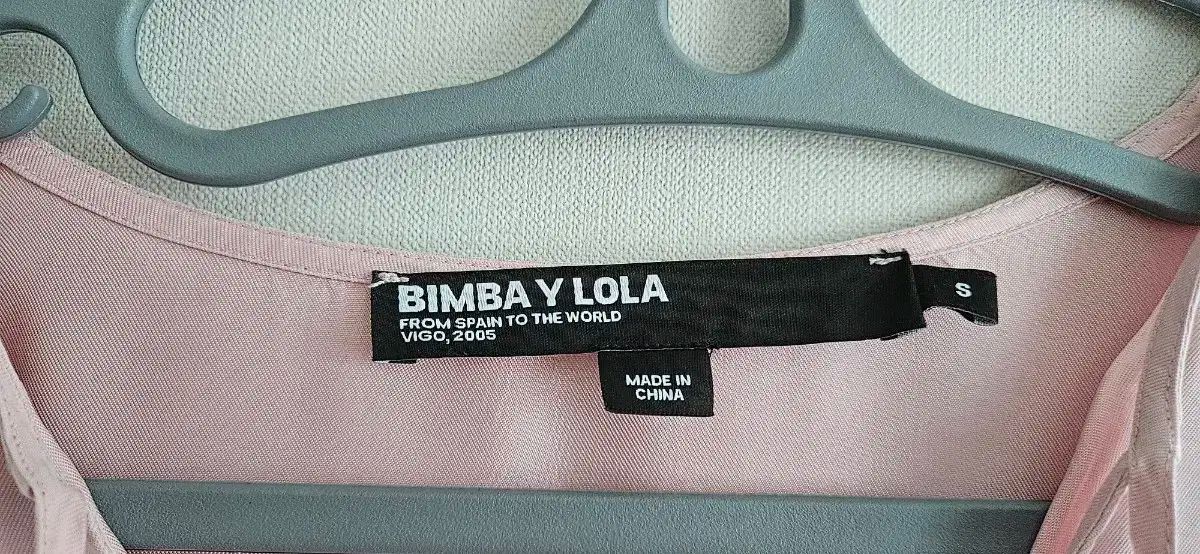 BIMBA Y LOLA
FROM SPAIN TO THE WORLD
VIGO, 2005
S
MADE IN
CHINA